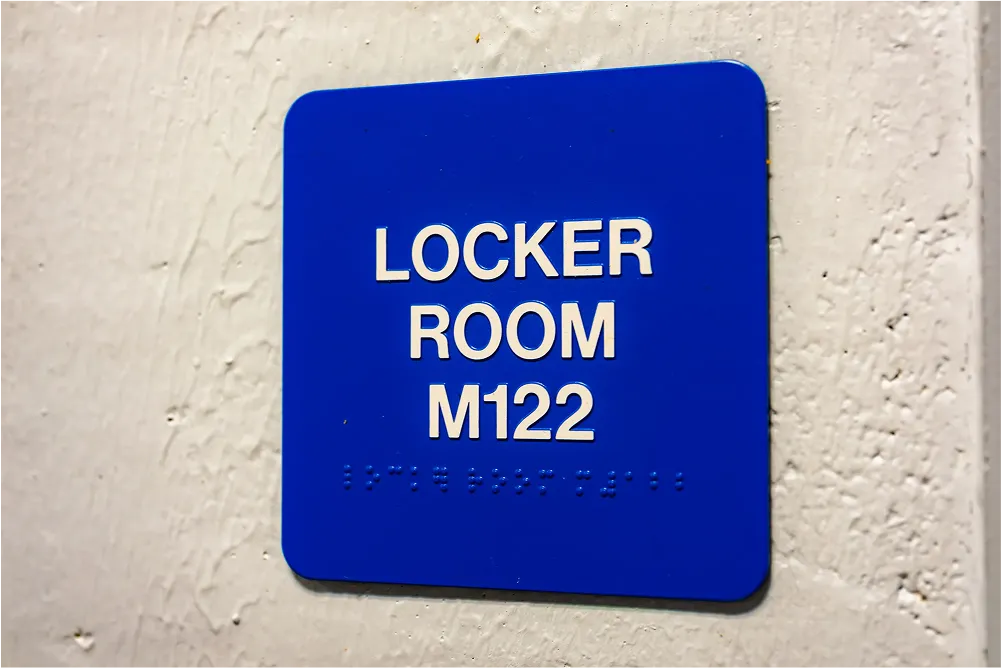 LOCKER
ROOM
M122
⠇⠕⠉⠅⠻ ⠗⠕⠕⠍ ⠍⠼⠁⠃⠃